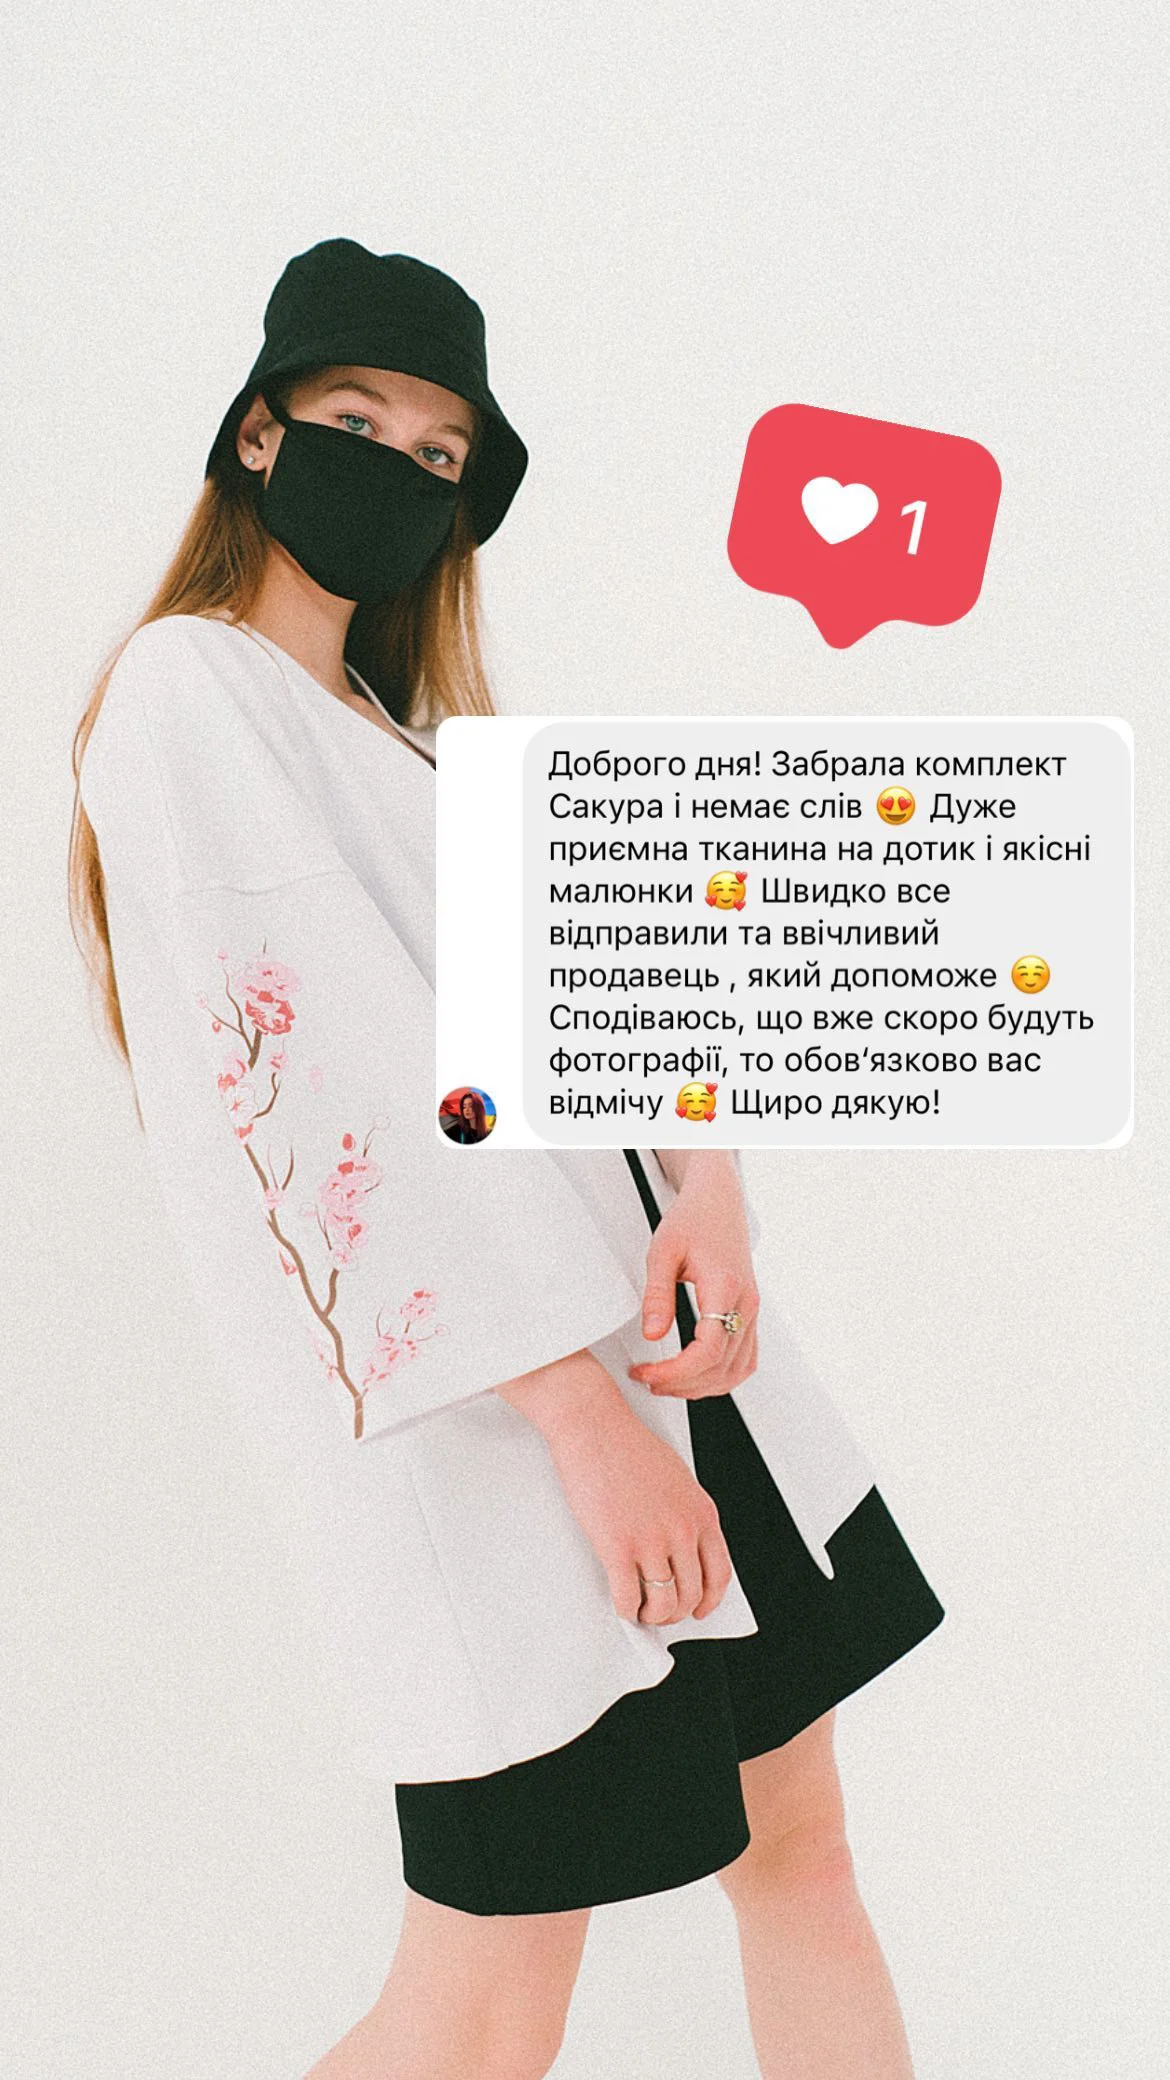 1
Доброго дня! Забрала комплект
Сакура і немає слів 😍 Дуже
приємна тканина на дотик і якісні
малюнки 🥰 Швидко все
відправили та ввічливий
продавець , який допоможе ☺️
Сподіваюсь, що вже скоро будуть
фотографії, то обов‘язково вас
відмічу 🥰 Щиро дякую!